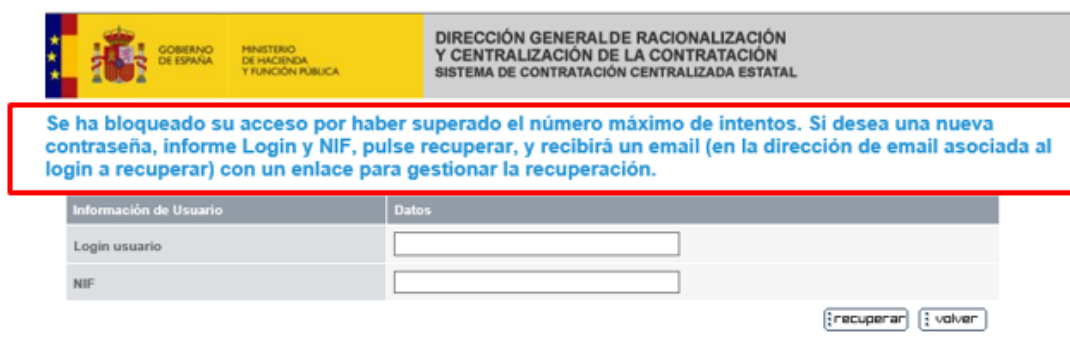 GOBIERNO
DE ESPAÑA
MINISTERIO
DE HACIENDA
Y FUNCIÓN PÚBLICA
DIRECCIÓN GENERALDE RACIONALIZACIÓN
Y CENTRALIZACIÓN DE LA CONTRATACIÓN
SISTEMA DE CONTRATACIÓN CENTRALIZADA ESTATAL
Se ha bloqueado su acceso por haber superado el número máximo de intentos. Si desea una nueva
contraseña, informe Login y NIF, pulse recuperar, y recibirá un email (en la dirección de email asociada al
login a recuperar) con un enlace para gestionar la recuperación.
Información de Usuario Datos
Login usuario
NIF
recuperar volver